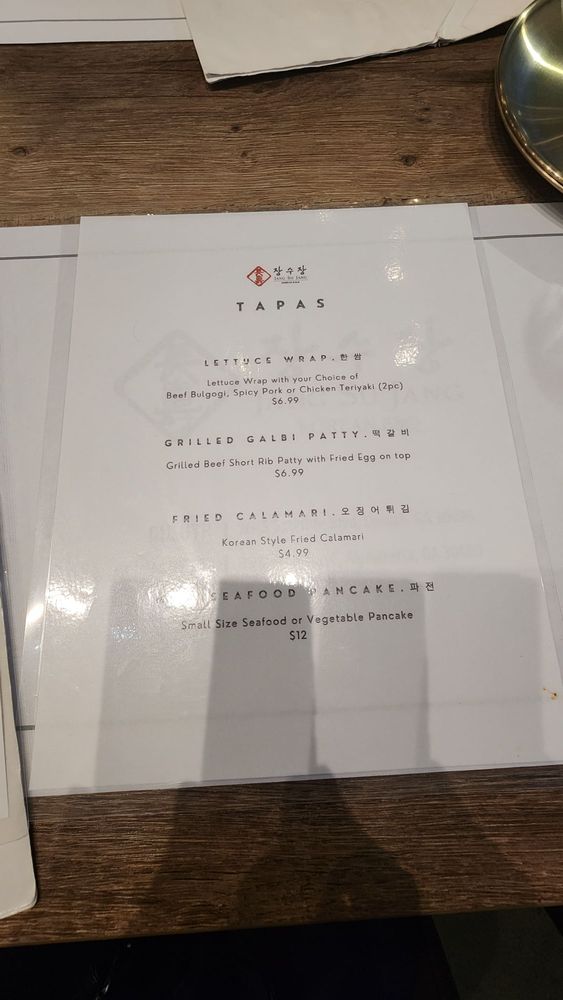 장수장
JANG SU JANG
TAPAS
LETTUCE WRAP.한쌈
Lettuce Wrap with your Choice of
Beef Bulgogi, Spicy Pork or Chicken Teriyaki (2pc)
$6.99
GRILLED GALBI PATTY.떡갈비
Grilled Beef Short Rib Patty with Fried Egg on top
$6.99
FRIED CALAMARI.오징어튀김
Korean Style Fried Calamari
$4.99
SEAFOOD PANCAKE.파전
Small Size Seafood or Vegetable Pancake
$12